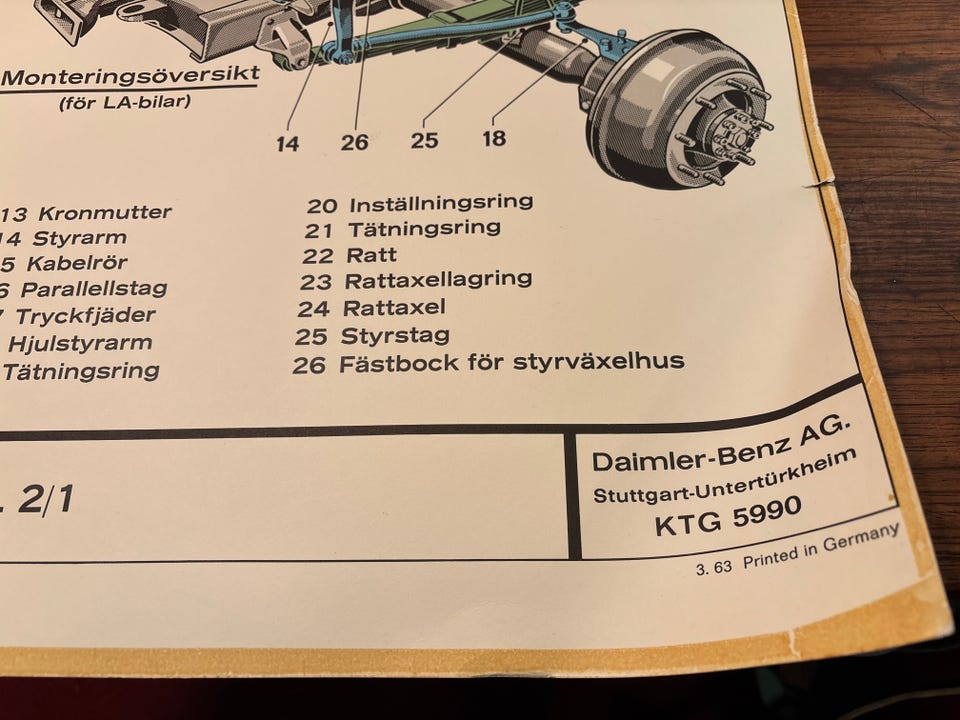 Monteringsöversikt
(för LA-bilar)
14 26 25 18
13 Kronmutter
14 Styrarm
5 Kabelrör
6 Parallellstag
7 Tryckfjäder
Hjulstyrarm
Tätningsring
20 Inställningsring
21 Tätningsring
22 Ratt
23 Rattaxellagring
24 Rattaxel
25 Styrstag
26 Fästbock för styrväxelhus
. 2/1
Daimler-Benz AG.
Stuttgart-Untertürkheim
KTG 5990
3. 63 Printed in Germany